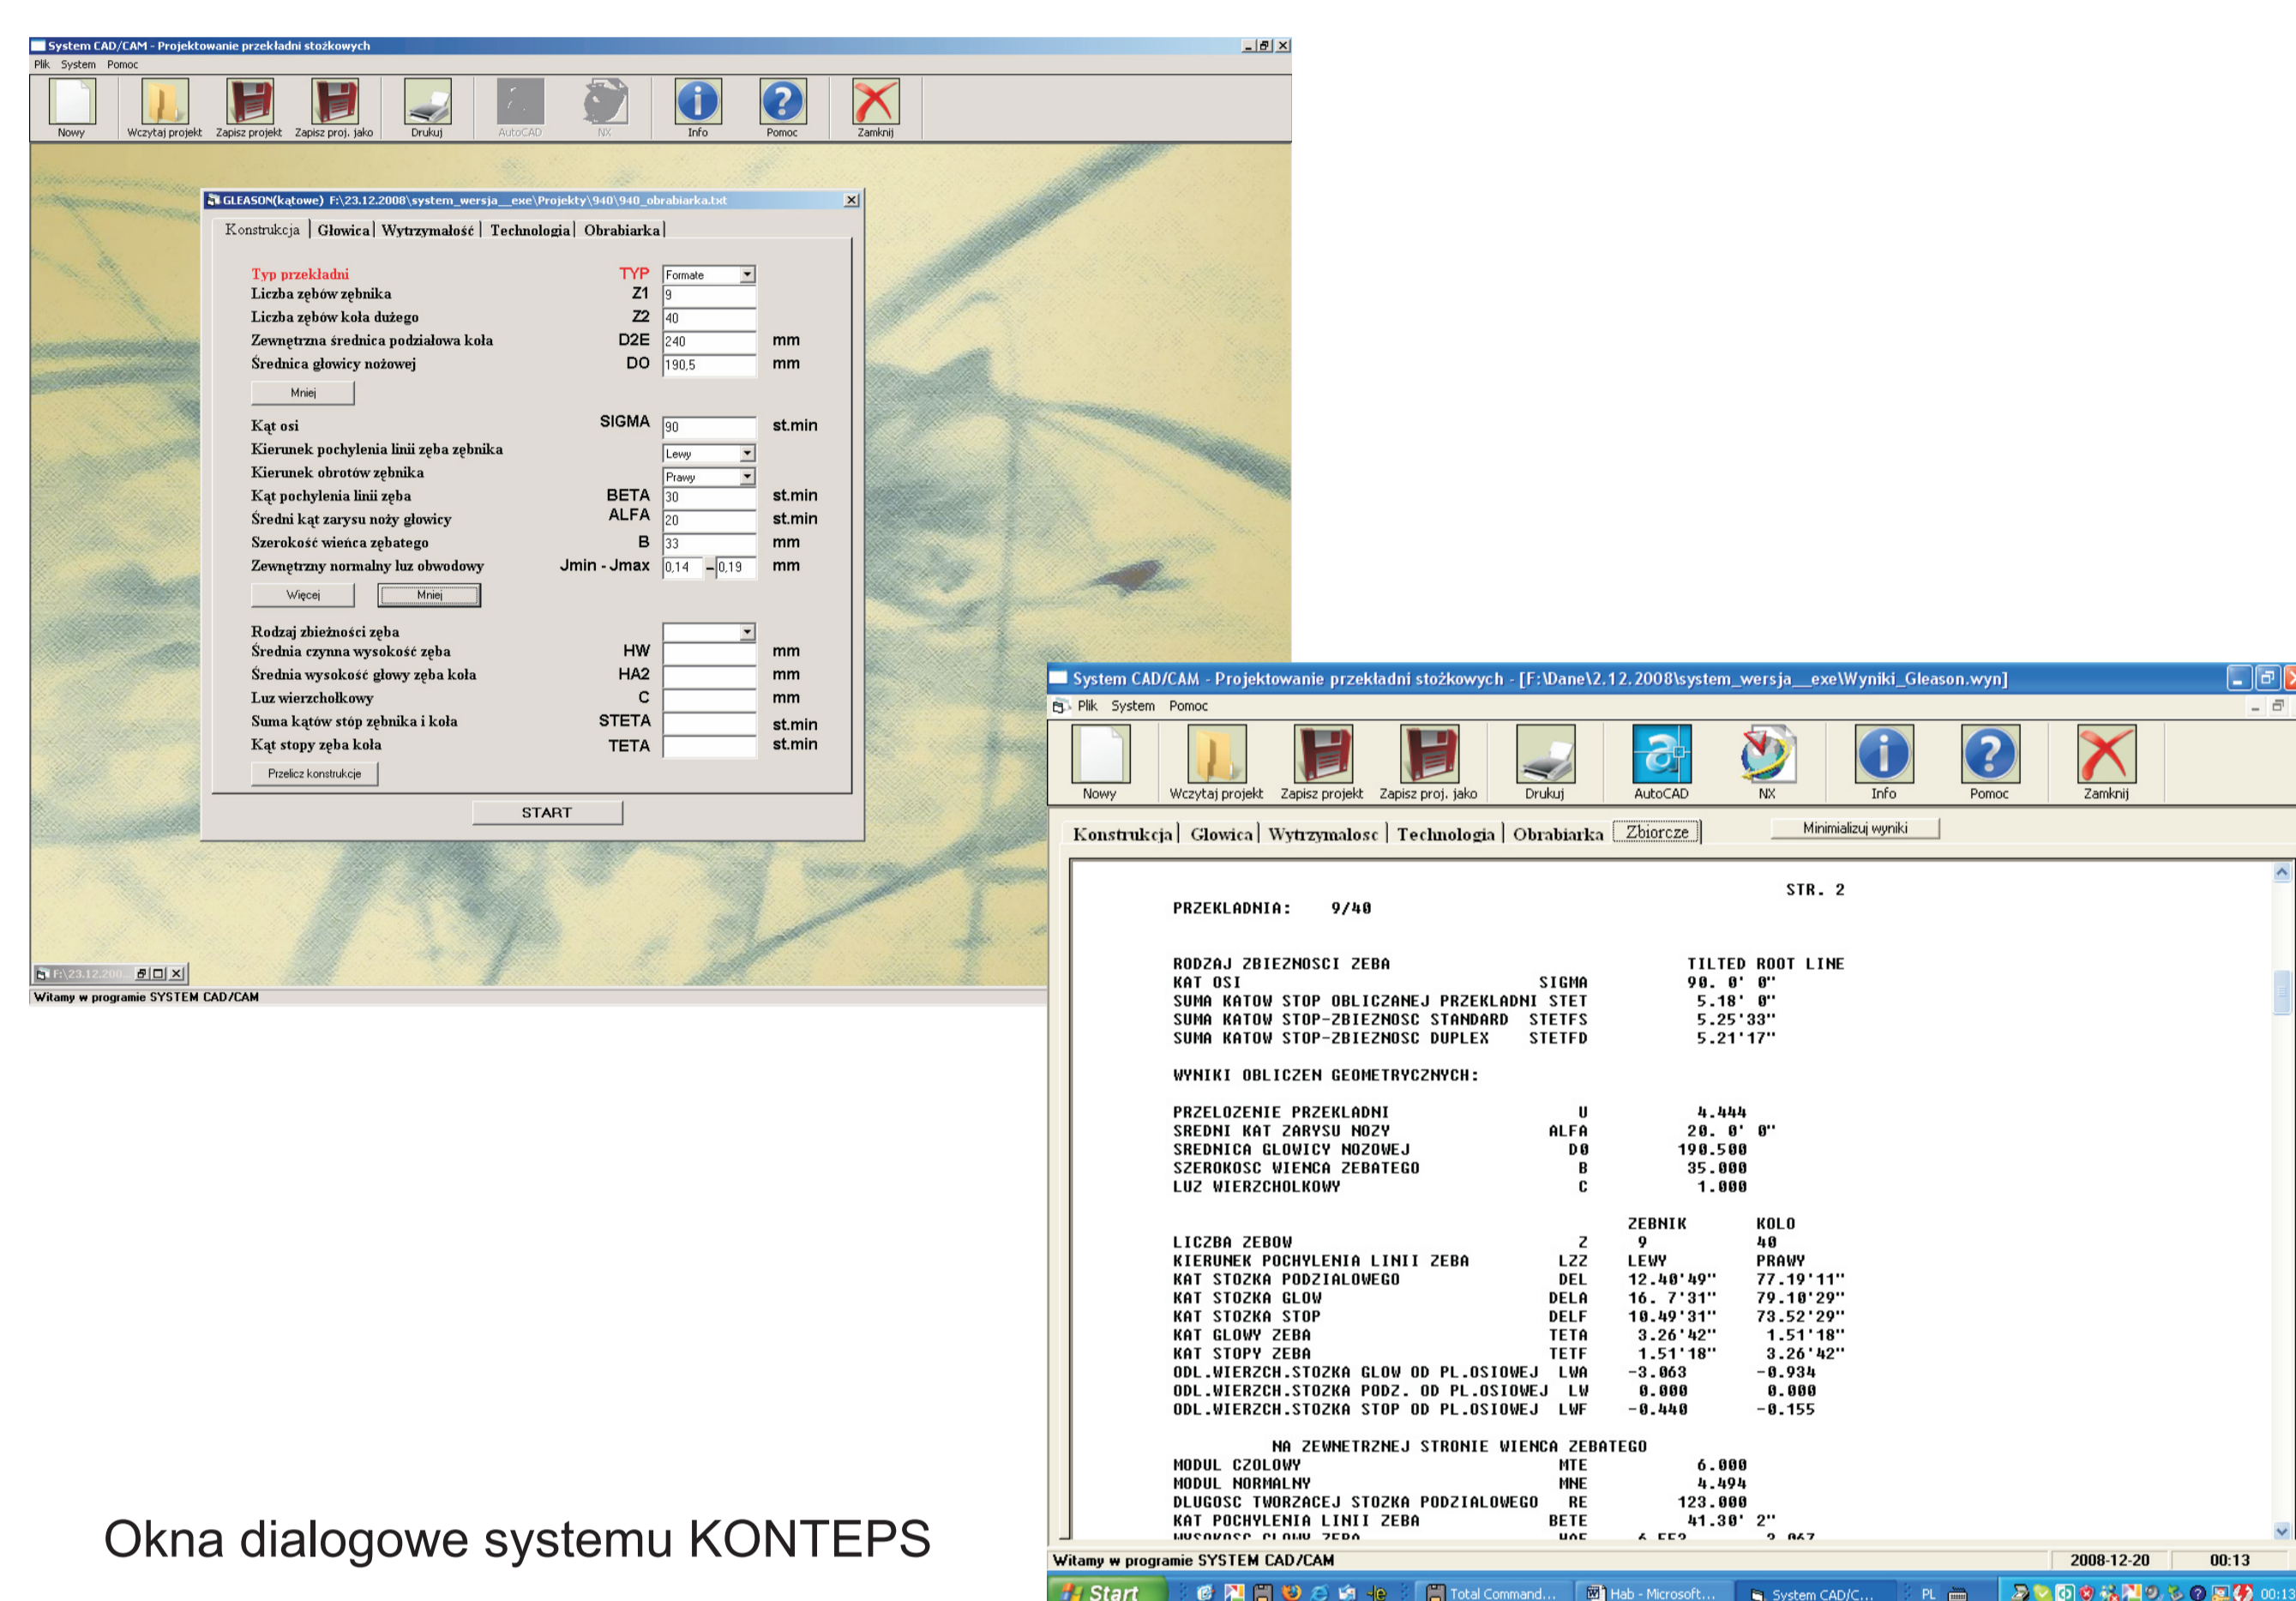 System CAD/CAM - Projektowanie przekładni stożkowych
Plik System Pomoc
Nowy Wczytaj projekt Zapisz projekt Zapisz proj. jako Drukuj AutoCAD NX Info Pomoc Zamknij
GLEASON(kątowe) F:\23.12.2008\system_wersja__exe\Projekty\940\940_obrabiarka.txt
Konstrukcja Głowica Wytrzymałość Technologia Obrabiarka
Typ przekładni TYP Formate
Liczba zębów zębnika Z1 9
Liczba zębów koła dużego Z2 40
Zewnętrzna średnica podziałowa koła D2E 240 mm
Średnica głowicy nożowej DO 190,5 mm
Mniej
Kąt osi SIGMA 90 st.min
Kierunek pochylenia linii zęba zębnika Lewy
Kierunek obrotów zębnika Prawy
Kąt pochylenia linii zęba BETA 30 st.min
Średni kąt zarysu noży głowicy ALFA 20 st.min
Szerokość wieńca zębatego B 33 mm
Zewnętrzny normalny luz obwodowy Jmin - Jmax 0,14 – 0,19 mm
Więcej Mniej
Rodzaj zbieżności zęba
Średnia czynna wysokość zęba HW mm
Średnia wysokość głowy zęba koła HA2 mm
Luz wierzchołkowy C mm
Suma kątów stóp zębnika i koła STETA st.min
Kąt stopy zęba koła TETA st.min
Przelicz konstrukcje
START
F:\23.12.200...
Witamy w programie SYSTEM CAD/CAM
System CAD/CAM - Projektowanie przekładni stożkowych - [F:\Dane\2.12.2008\system_wersja__exe\Wyniki_Gleason.wyn]
Plik System Pomoc
Nowy Wczytaj projekt Zapisz projekt Zapisz proj. jako Drukuj AutoCAD NX Info Pomoc Zamknij
Konstrukcja Glowica Wytrzymalosc Technologia Obrabiarka Zbiorcze Minimializuj wyniki
STR. 2
PRZEKLADNIA: 9/40
RODZAJ ZBIEZNOSCI ZEBA TILTED ROOT LINE
KAT OSI SIGMA 90. 0' 0"
SUMA KATOW STOP OBLICZANEJ PRZEKLADNI STET 5.18' 0"
SUMA KATOW STOP-ZBIEZNOSC STANDARD STETFS 5.25'33"
SUMA KATOW STOP-ZBIEZNOSC DUPLEX STETFD 5.21'17"
WYNIKI OBLICZEN GEOMETRYCZNYCH:
PRZELOZENIE PRZEKLADNI U 4.444
SREDNI KAT ZARYSU NOZY ALFA 20. 0' 0"
SREDNICA GLOWICY NOZOWEJ D0 190.500
SZEROKOSC WIENCA ZEBATEGO B 35.000
LUZ WIERZCHOLKOWY C 1.000
ZEBNIK KOLO
LICZBA ZEBOW Z 9 40
KIERUNEK POCHYLENIA LINII ZEBA LZZ LEWY PRAWY
KAT STOZKA PODZIALOWEGO DEL 12.40'49" 77.19'11"
KAT STOZKA GLOW DELA 16. 7'31" 79.10'29"
KAT STOZKA STOP DELF 10.49'31" 73.52'29"
KAT GLOWY ZEBA TETA 3.26'42" 1.51'18"
KAT STOPY ZEBA TETF 1.51'18" 3.26'42"
ODL.WIERZCH.STOZKA GLOW OD PL.OSIOWEJ LWA -3.063 -0.934
ODL.WIERZCH.STOZKA PODZ. OD PL.OSIOWEJ LW 0.000 0.000
ODL.WIERZCH.STOZKA STOP OD PL.OSIOWEJ LWF -0.440 -0.155
NA ZEWNETRZNEJ STRONIE WIENCA ZEBATEGO
MODUL CZOLOWY MTE 6.000
MODUL NORMALNY MNE 4.494
DLUGOSC TWORZACEJ STOZKA PODZIALOWEGO RE 123.000
KAT POCHYLENIA LINII ZEBA BETE 41.30' 2"
WYSOKOSC GLOWY ZEBA HAE 6.553 2.067
Witamy w programie SYSTEM CAD/CAM 2008-12-20 00:13
Start Total Command... Hab - Microsoft... System CAD/C... PL 00:13
Okna dialogowe systemu KONTEPS